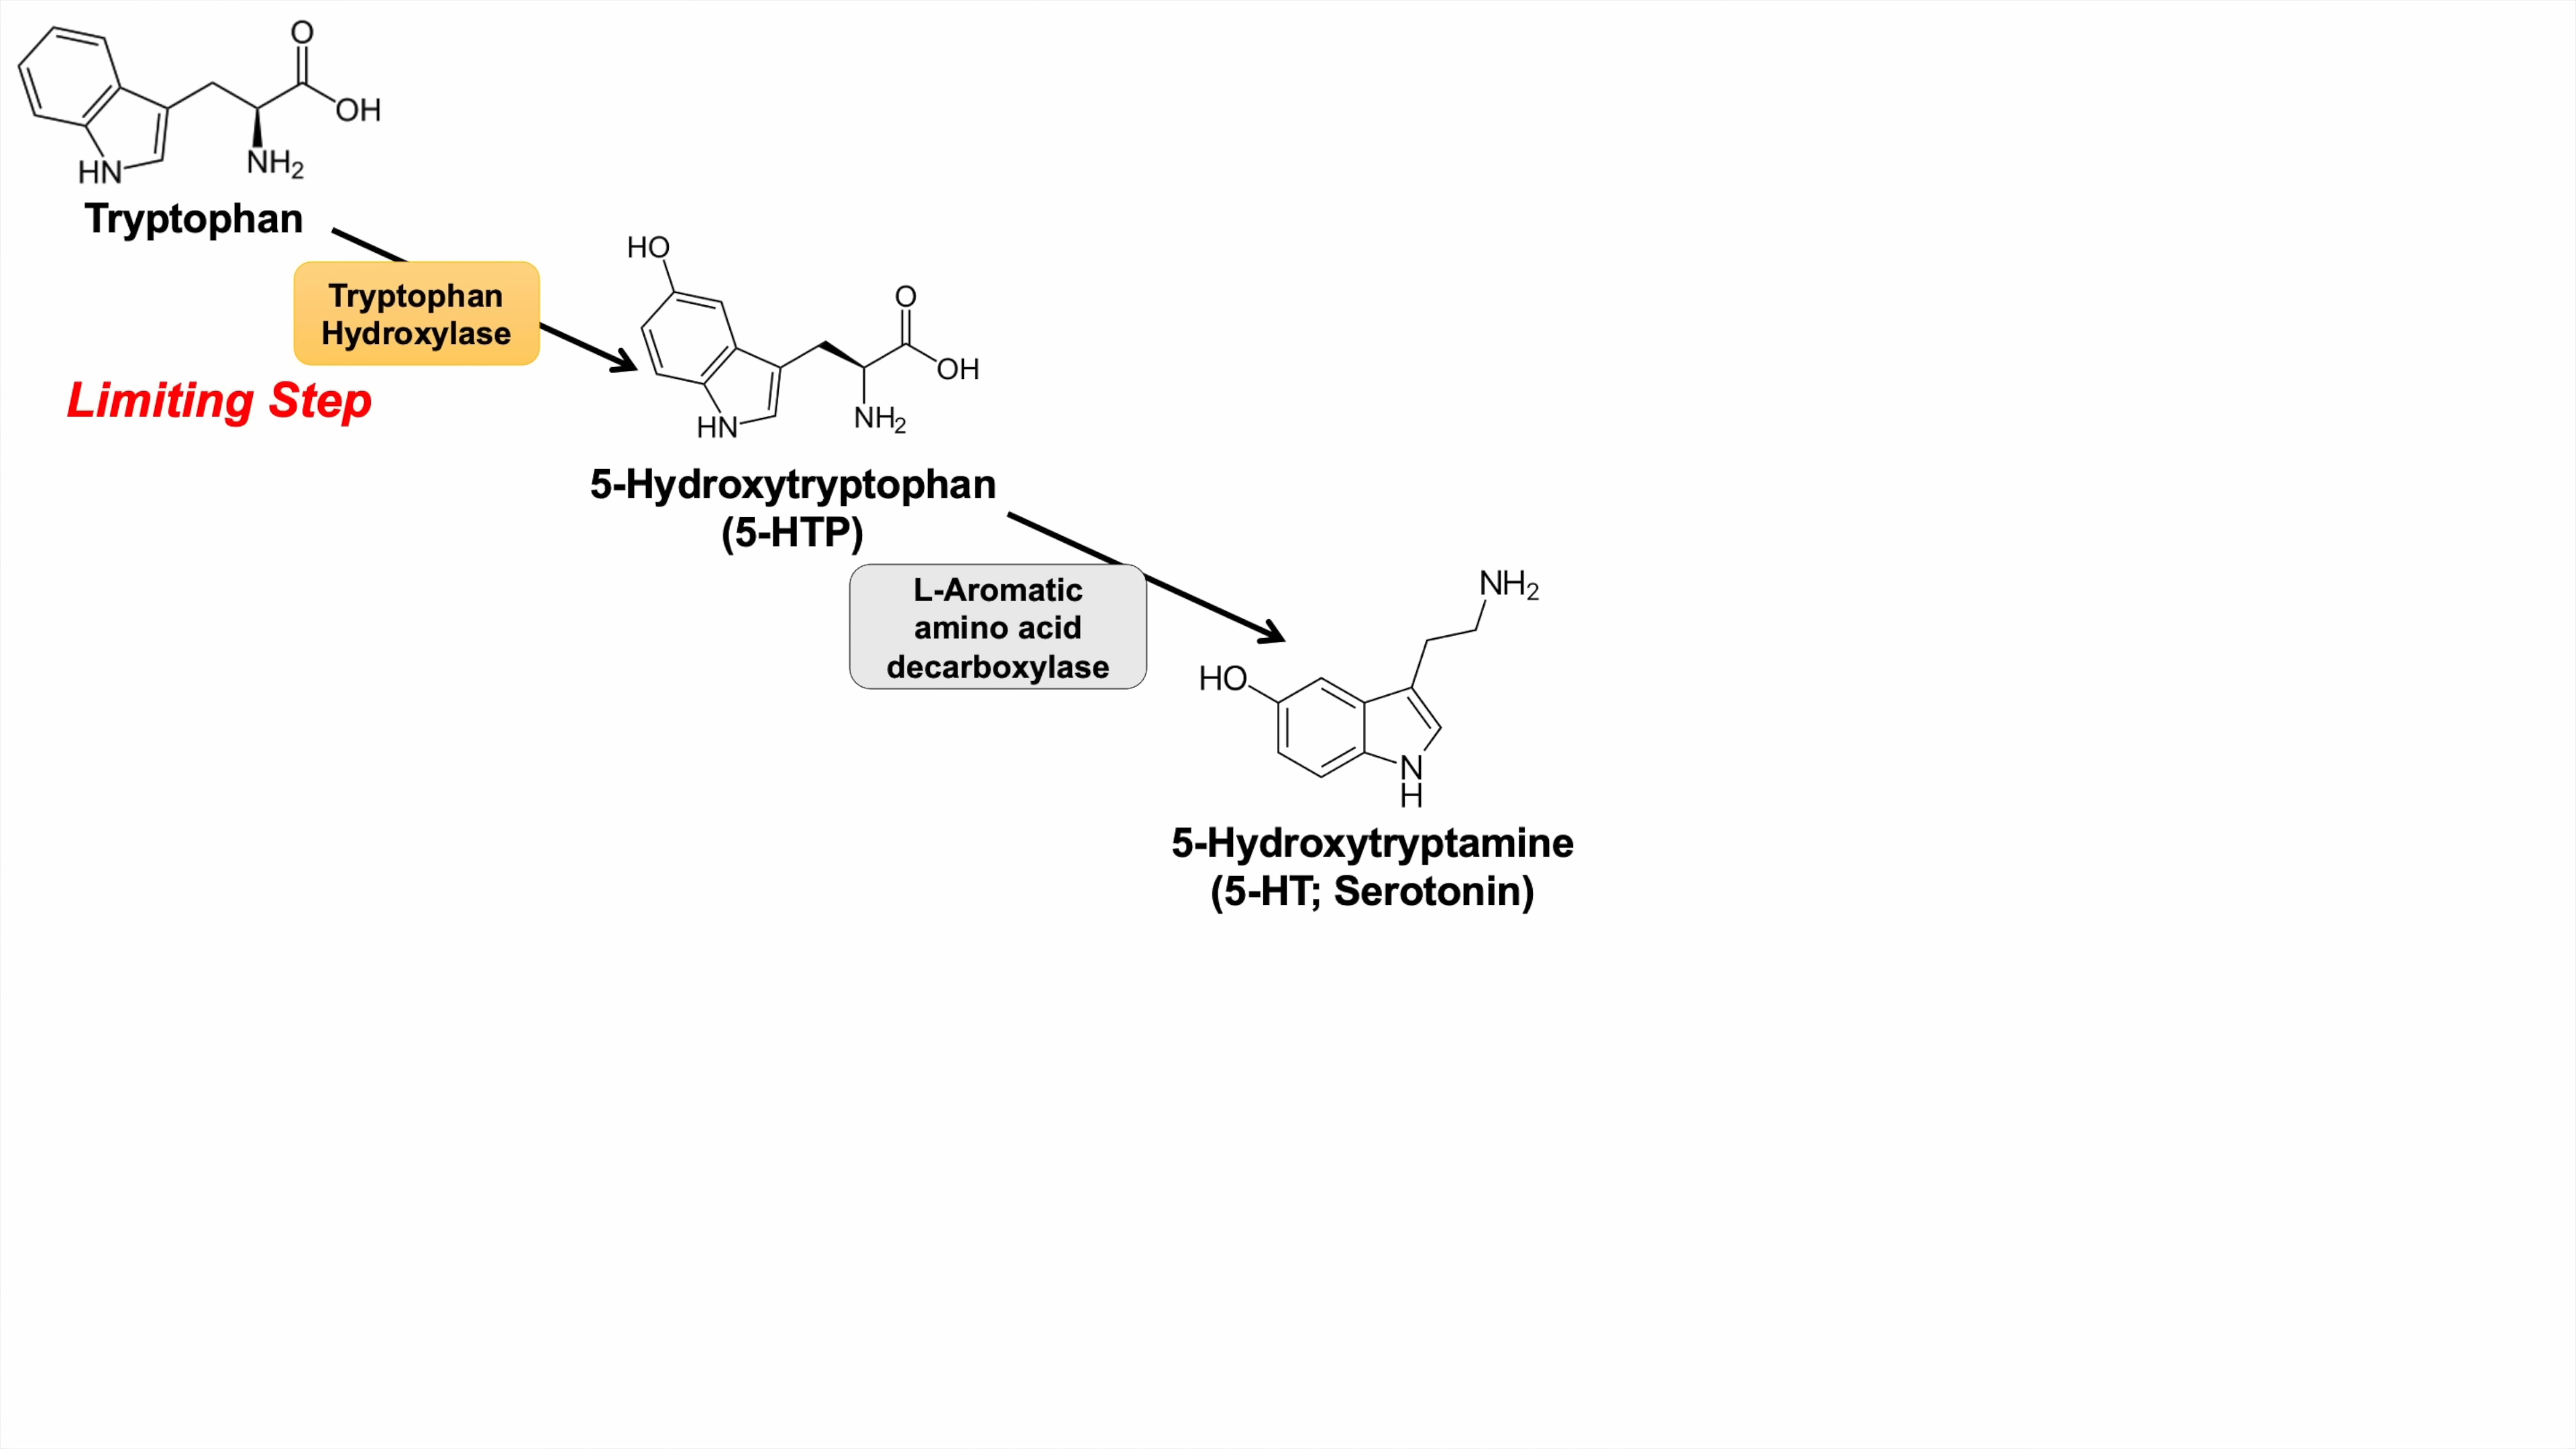 O
OH
NH2
HN
Tryptophan
Tryptophan
Hydroxylase
Limiting Step
HO
O
OH
NH2
HN
5-Hydroxytryptophan
(5-HTP)
L-Aromatic
amino acid
decarboxylase
NH2
HO
N
H
5-Hydroxytryptamine
(5-HT; Serotonin)